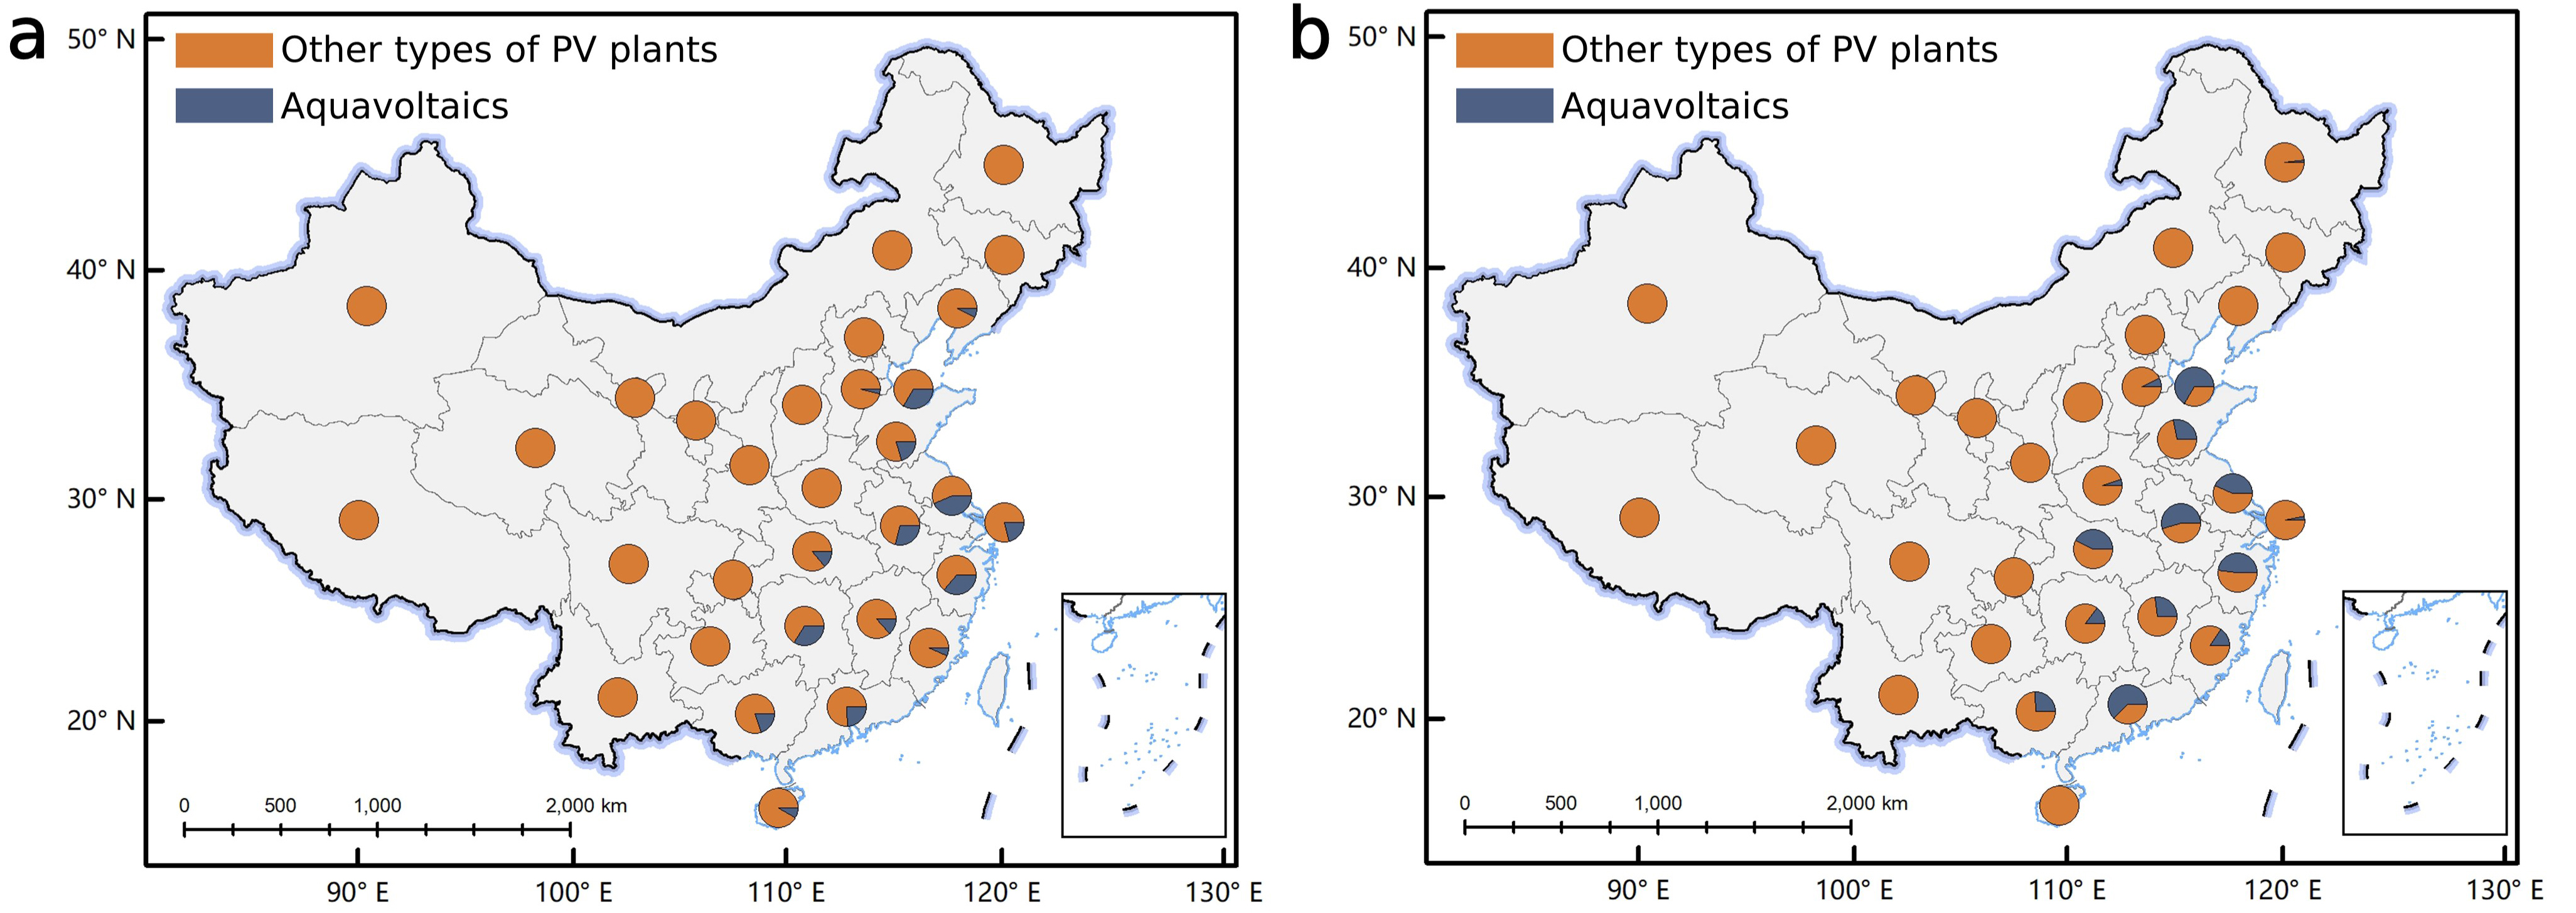 a
50° N
Other types of PV plants
Aquavoltaics
40° N
30° N
20° N
0 500 1,000 2,000 km
90° E 100° E 110° E 120° E 130° E
b
50° N
Other types of PV plants
Aquavoltaics
40° N
30° N
20° N
0 500 1,000 2,000 km
90° E 100° E 110° E 120° E 130° E